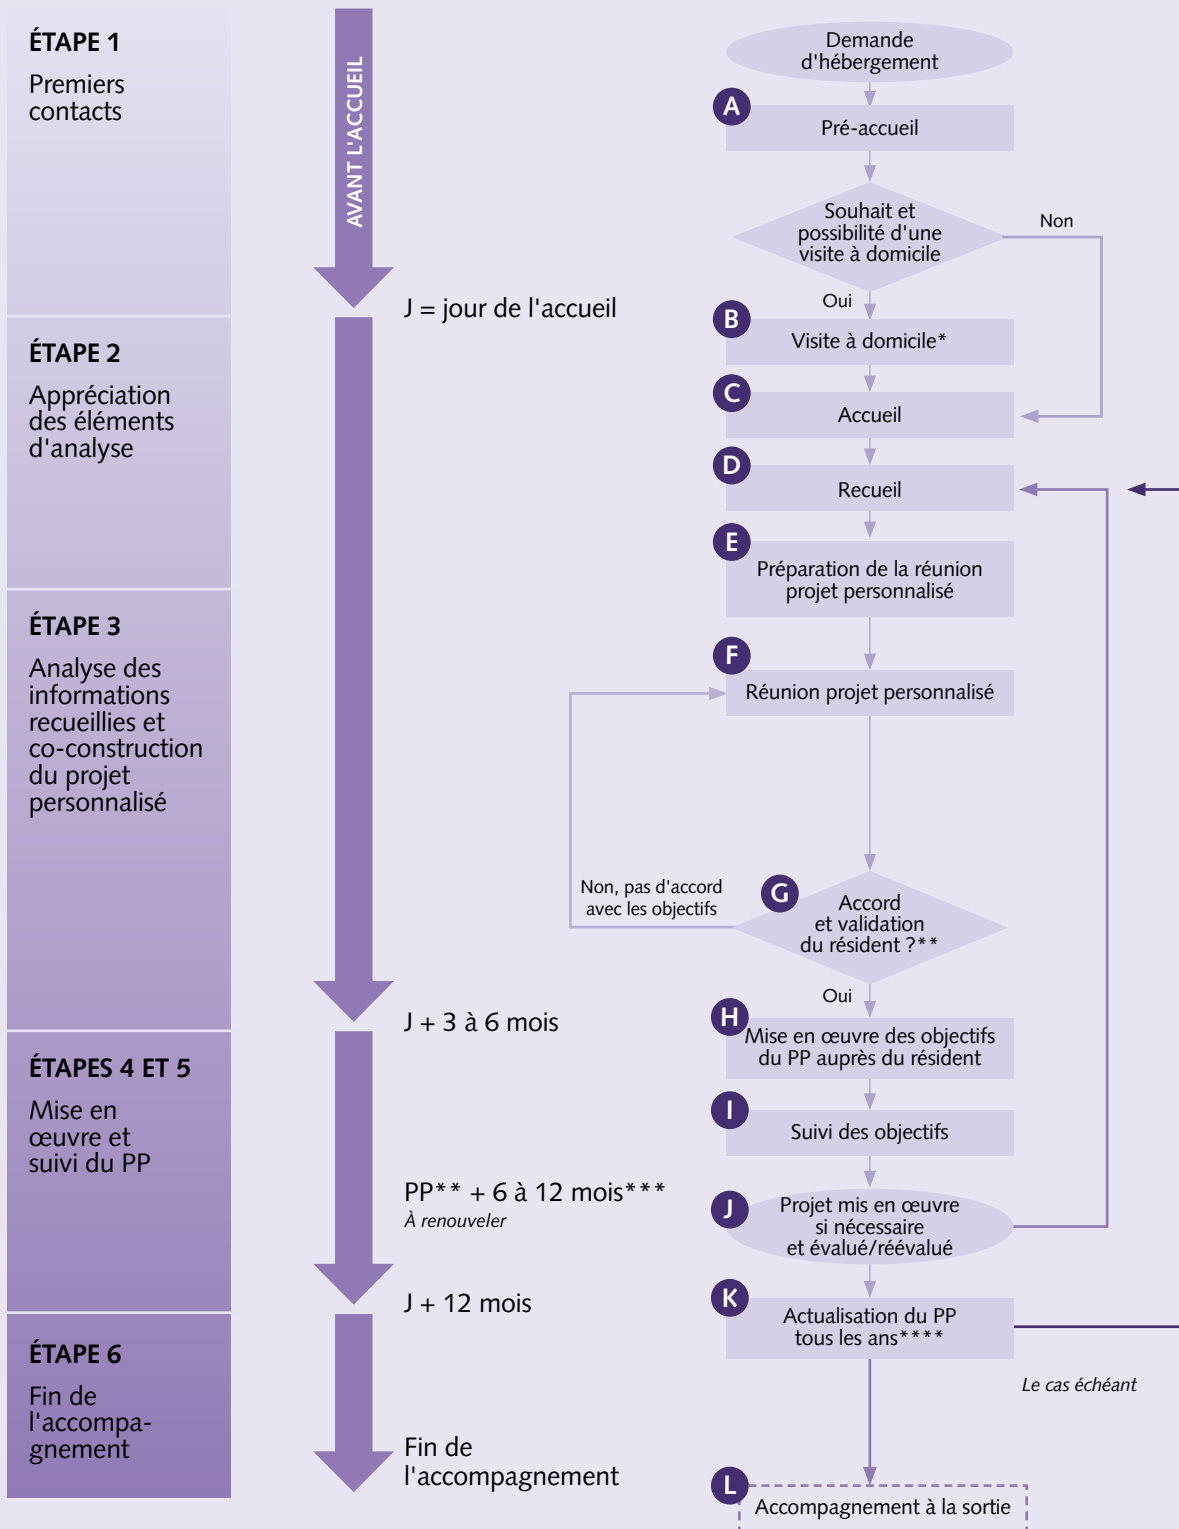 ÉTAPE 1
Premiers
contacts
ÉTAPE 2
Appréciation
des éléments
d'analyse
ÉTAPE 3
Analyse des
informations
recueillies et
co-construction
du projet
personnalisé
ÉTAPES 4 ET 5
Mise en
œuvre et
suivi du PP
ÉTAPE 6
Fin de
l'accompa-
gnement
AVANT L'ACCUEIL
J = jour de l'accueil
J + 3 à 6 mois
PP** + 6 à 12 mois***
À renouveler
J + 12 mois
Fin de
l'accompagnement
Demande
d'hébergement
A
Pré-accueil
Souhait et
possibilité d'une
visite à domicile
Non
Oui
B
Visite à domicile*
C
Accueil
D
Recueil
E
Préparation de la réunion
projet personnalisé
F
Réunion projet personnalisé
Non, pas d'accord
avec les objectifs
G
Accord
et validation
du résident ?**
Oui
H
Mise en œuvre des objectifs
du PP auprès du résident
I
Suivi des objectifs
J
Projet mis en œuvre
si nécessaire
et évalué/réévalué
K
Actualisation du PP
tous les ans****
Le cas échéant
L
Accompagnement à la sortie